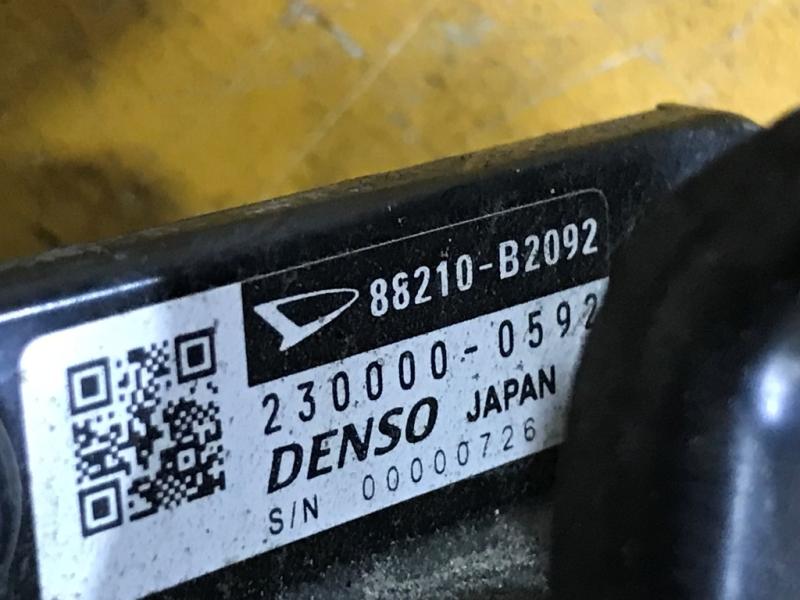 88210-B2092
230000-0592
DENSO JAPAN
S/N 00000726